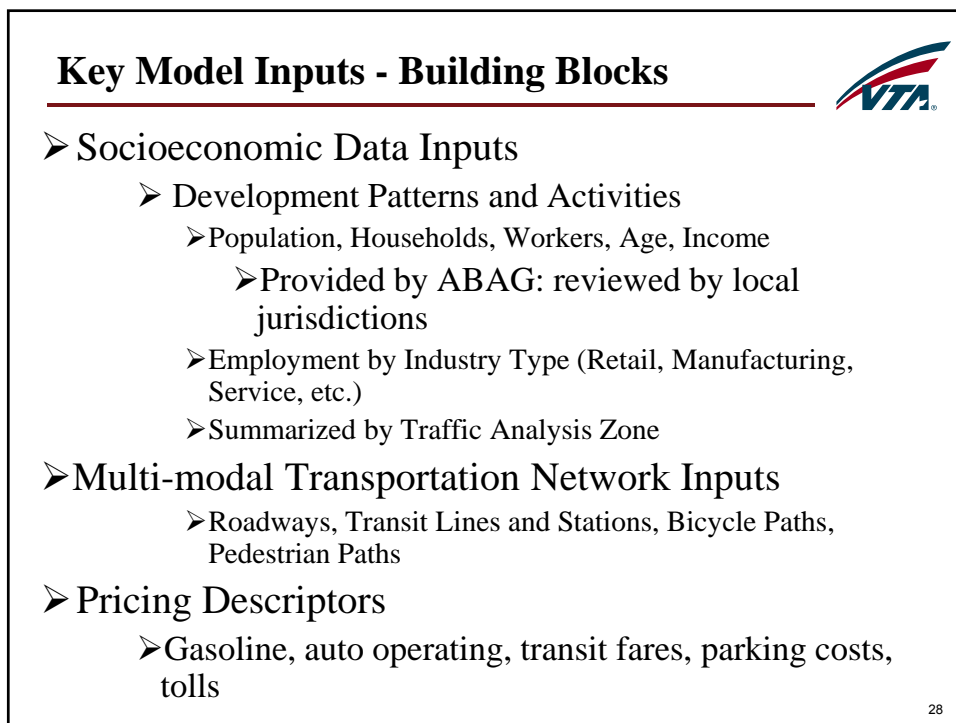 Key Model Inputs - Building Blocks
VTA
➢ Socioeconomic Data Inputs
➢ Development Patterns and Activities
➢Population, Households, Workers, Age, Income
➢Provided by ABAG: reviewed by local
jurisdictions
➢Employment by Industry Type (Retail, Manufacturing,
Service, etc.)
➢Summarized by Traffic Analysis Zone
➢Multi-modal Transportation Network Inputs
➢Roadways, Transit Lines and Stations, Bicycle Paths,
Pedestrian Paths
➢ Pricing Descriptors
➢Gasoline, auto operating, transit fares, parking costs,
tolls
28